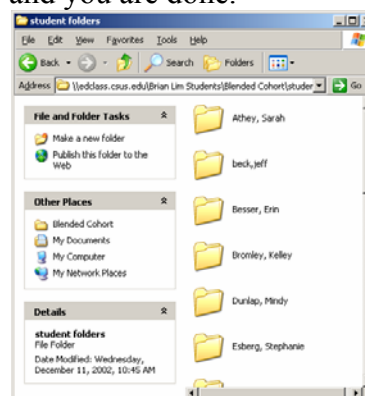 and you are done.
student folders
File Edit View Favorites Tools Help
Back Search Folders
Address \\edclass.csus.edu\Brian Lim Students\Blended Cohort\studer Go
File and Folder Tasks
Make a new folder
Publish this folder to the
Web
Other Places
Blended Cohort
My Documents
My Computer
My Network Places
Details
student folders
File Folder
Date Modified: Wednesday,
December 11, 2002, 10:45 AM
Athey, Sarah
beck,jeff
Besser, Erin
Bromley, Kelley
Dunlap, Mindy
Esberg, Stephanie